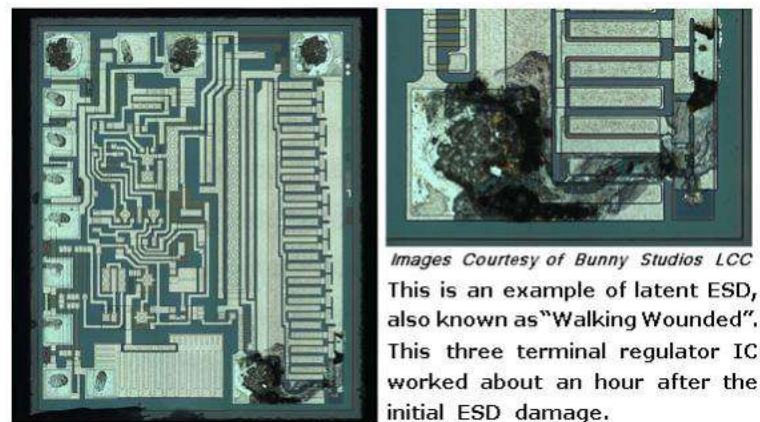 Images Courtesy of Bunny Studios LCC
This is an example of latent ESD,
also known as“Walking Wounded”.
This three terminal regulator IC
worked about an hour after the
initial ESD damage.